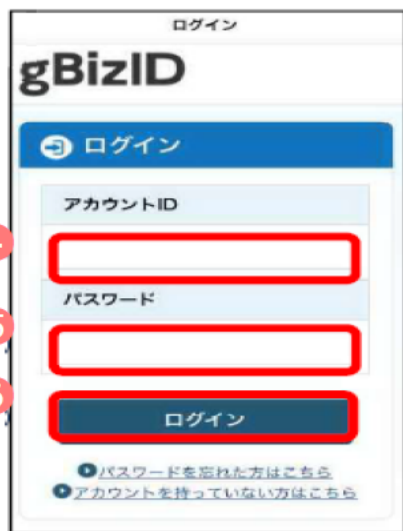 ログイン
gBizID
ログイン
アカウントID
パスワード
ログイン
パスワードを忘れた方はこちら
アカウントを持っていない方はこちら